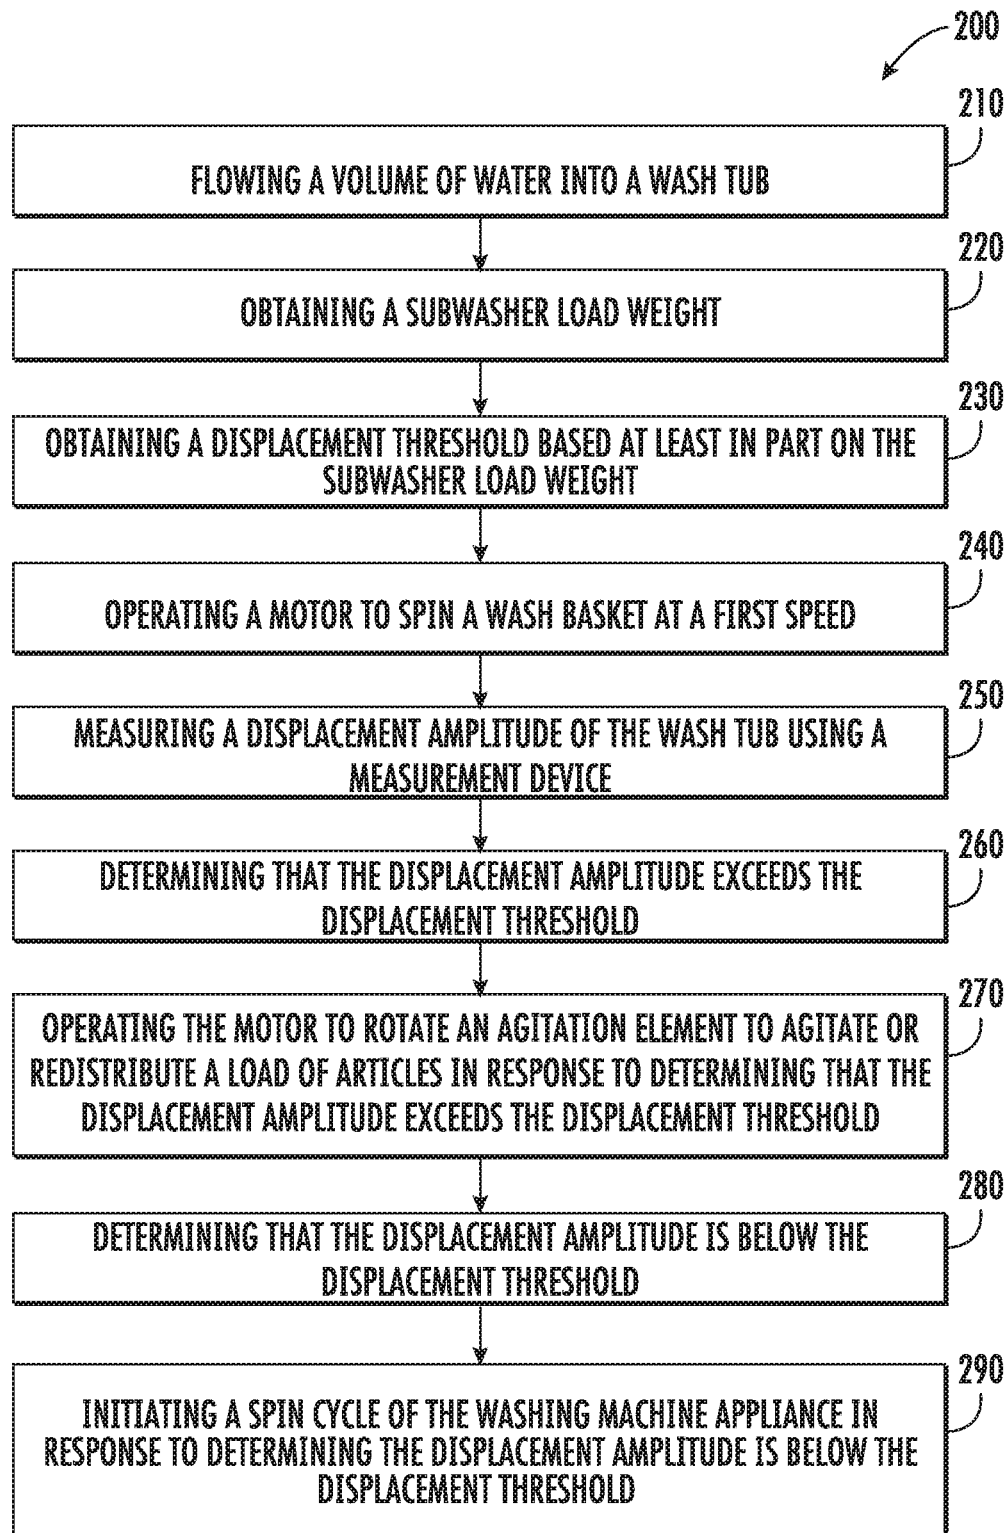 200
210
FLOWING A VOLUME OF WATER INTO A WASH TUB
220
OBTAINING A SUBWASHER LOAD WEIGHT
230
OBTAINING A DISPLACEMENT THRESHOLD BASED AT LEAST IN PART ON THE
SUBWASHER LOAD WEIGHT
240
OPERATING A MOTOR TO SPIN A WASH BASKET AT A FIRST SPEED
250
MEASURING A DISPLACEMENT AMPLITUDE OF THE WASH TUB USING A
MEASUREMENT DEVICE
260
DETERMINING THAT THE DISPLACEMENT AMPLITUDE EXCEEDS THE
DISPLACEMENT THRESHOLD
270
OPERATING THE MOTOR TO ROTATE AN AGITATION ELEMENT TO AGITATE OR
REDISTRIBUTE A LOAD OF ARTICLES IN RESPONSE TO DETERMINING THAT THE
DISPLACEMENT AMPLITUDE EXCEEDS THE DISPLACEMENT THRESHOLD
280
DETERMINING THAT THE DISPLACEMENT AMPLITUDE IS BELOW THE
DISPLACEMENT THRESHOLD
290
INITIATING A SPIN CYCLE OF THE WASHING MACHINE APPLIANCE IN
RESPONSE TO DETERMINING THE DISPLACEMENT AMPLITUDE IS BELOW THE
DISPLACEMENT THRESHOLD